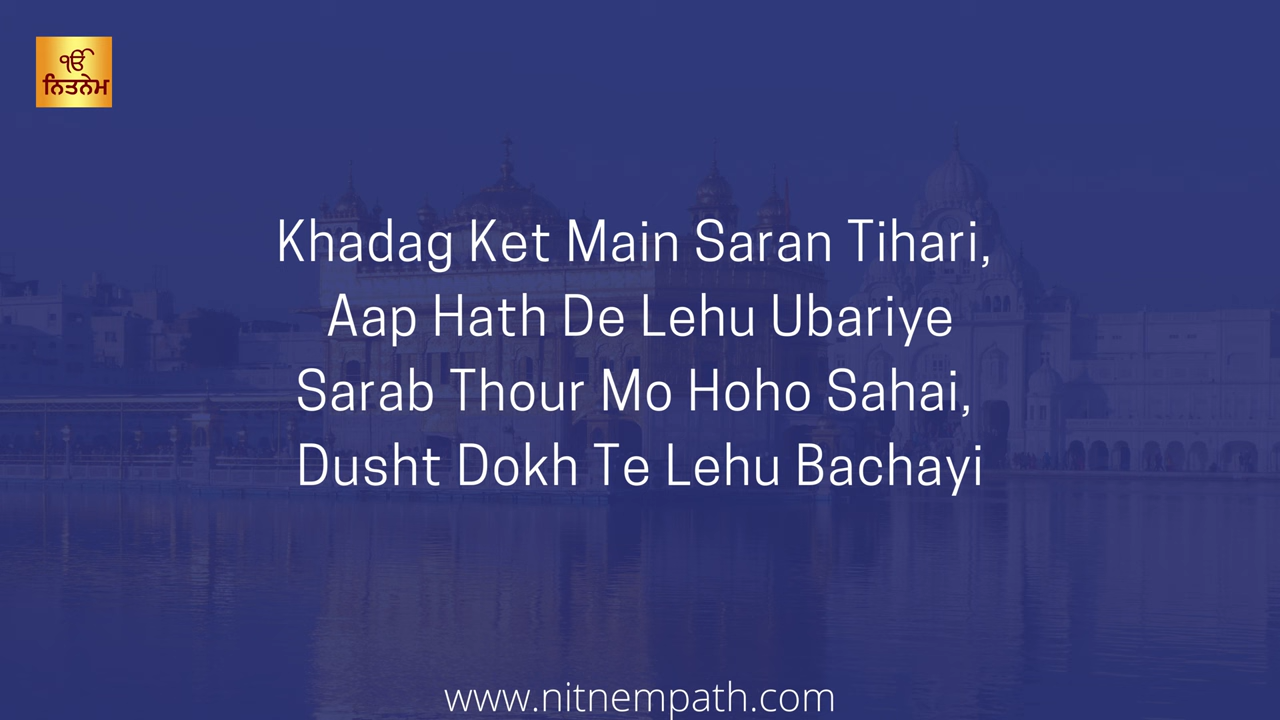 ੴ
ਨਿਤਨੇਮ
Khadag Ket Main Saran Tihari,
Aap Hath De Lehu Ubariye
Sarab Thour Mo Hoho Sahai,
Dusht Dokh Te Lehu Bachayi
www.nitnempath.com